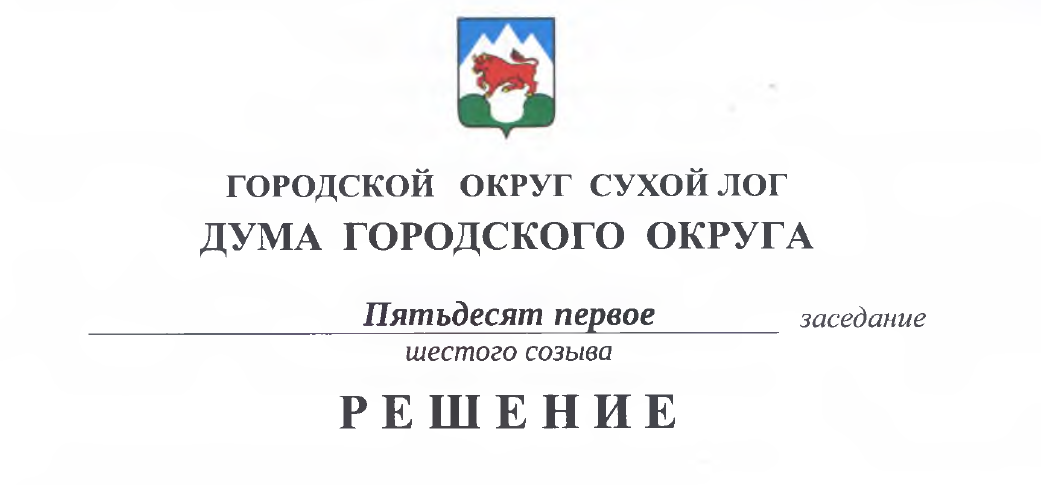 ГОРОДСКОЙ ОКРУГ СУХОЙ ЛОГ
ДУМА ГОРОДСКОГО ОКРУГА
Пятьдесят первое заседание
шестого созыва
РЕШЕНИЕ